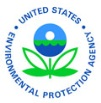 UNITED STATES
ENVIRONMENTAL PROTECTION AGENCY